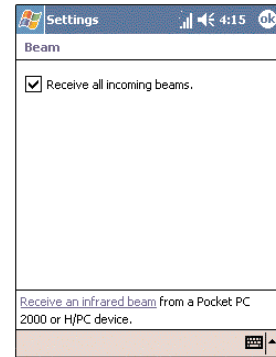 Settings 4:15 ok
Beam
Receive all incoming beams.
Receive an infrared beam from a Pocket PC
2000 or H/PC device.